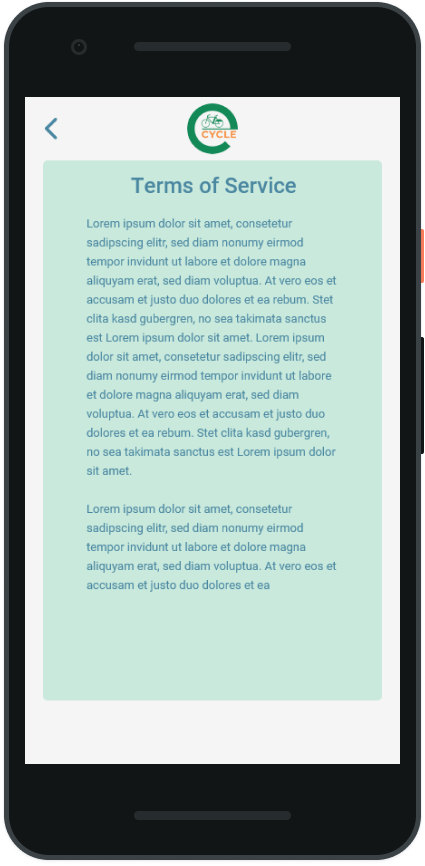 CYCLE
Terms of Service
Lorem ipsum dolor sit amet, consetetur
sadipscing elitr, sed diam nonumy eirmod
tempor invidunt ut labore et dolore magna
aliquyam erat, sed diam voluptua. At vero eos et
accusam et justo duo dolores et ea rebum. Stet
clita kasd gubergren, no sea takimata sanctus
est Lorem ipsum dolor sit amet. Lorem ipsum
dolor sit amet, consetetur sadipscing elitr, sed
diam nonumy eirmod tempor invidunt ut labore
et dolore magna aliquyam erat, sed diam
voluptua. At vero eos et accusam et justo duo
dolores et ea rebum. Stet clita kasd gubergren,
no sea takimata sanctus est Lorem ipsum dolor
sit amet.
Lorem ipsum dolor sit amet, consetetur
sadipscing elitr, sed diam nonumy eirmod
tempor invidunt ut labore et dolore magna
aliquyam erat, sed diam voluptua. At vero eos et
accusam et justo duo dolores et ea